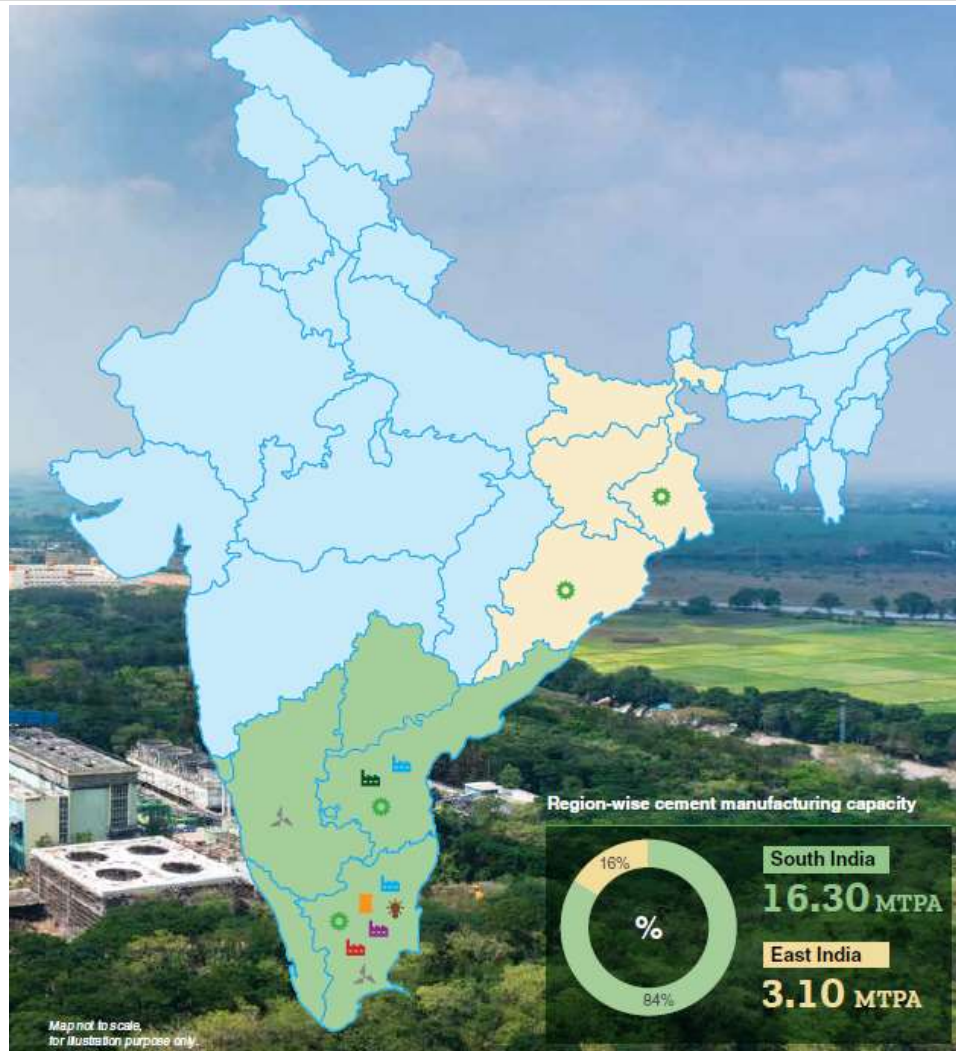 Region-wise cement manufacturing capacity
16%
%
84%
South India
16.30 MTPA
East India
3.10 MTPA
Map not to scale,
for illustration purpose only.